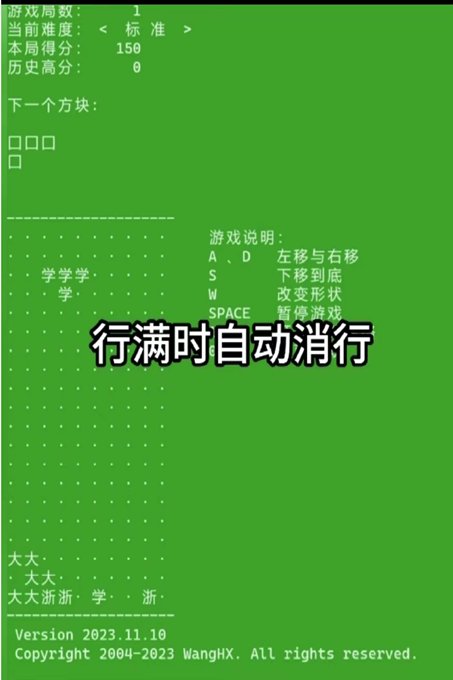 游戏局数: 1
当前难度: < 标 准 >
本局得分: 150
历史高分: 0
下一个方块:
口口口
口
游戏说明:
A 、D 左移与右移
学学学
S 下移到底
学
W 改变形状
SPACE 暂停游戏
行满时自动消行
大大
大大
大大浙浙 学 浙
Version 2023.11.10
Copyright 2004-2023 WangHX. All rights reserved.